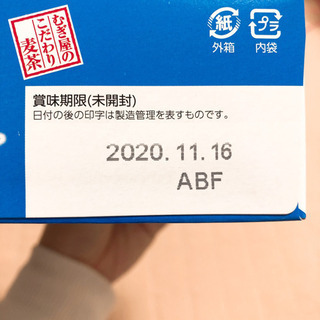 むぎ屋の
こだわり
麦茶
紙
外箱
プラ
内袋
賞味期限(未開封)
日付の後の印字は製造管理を表すものです。
2020.11.16
ABF